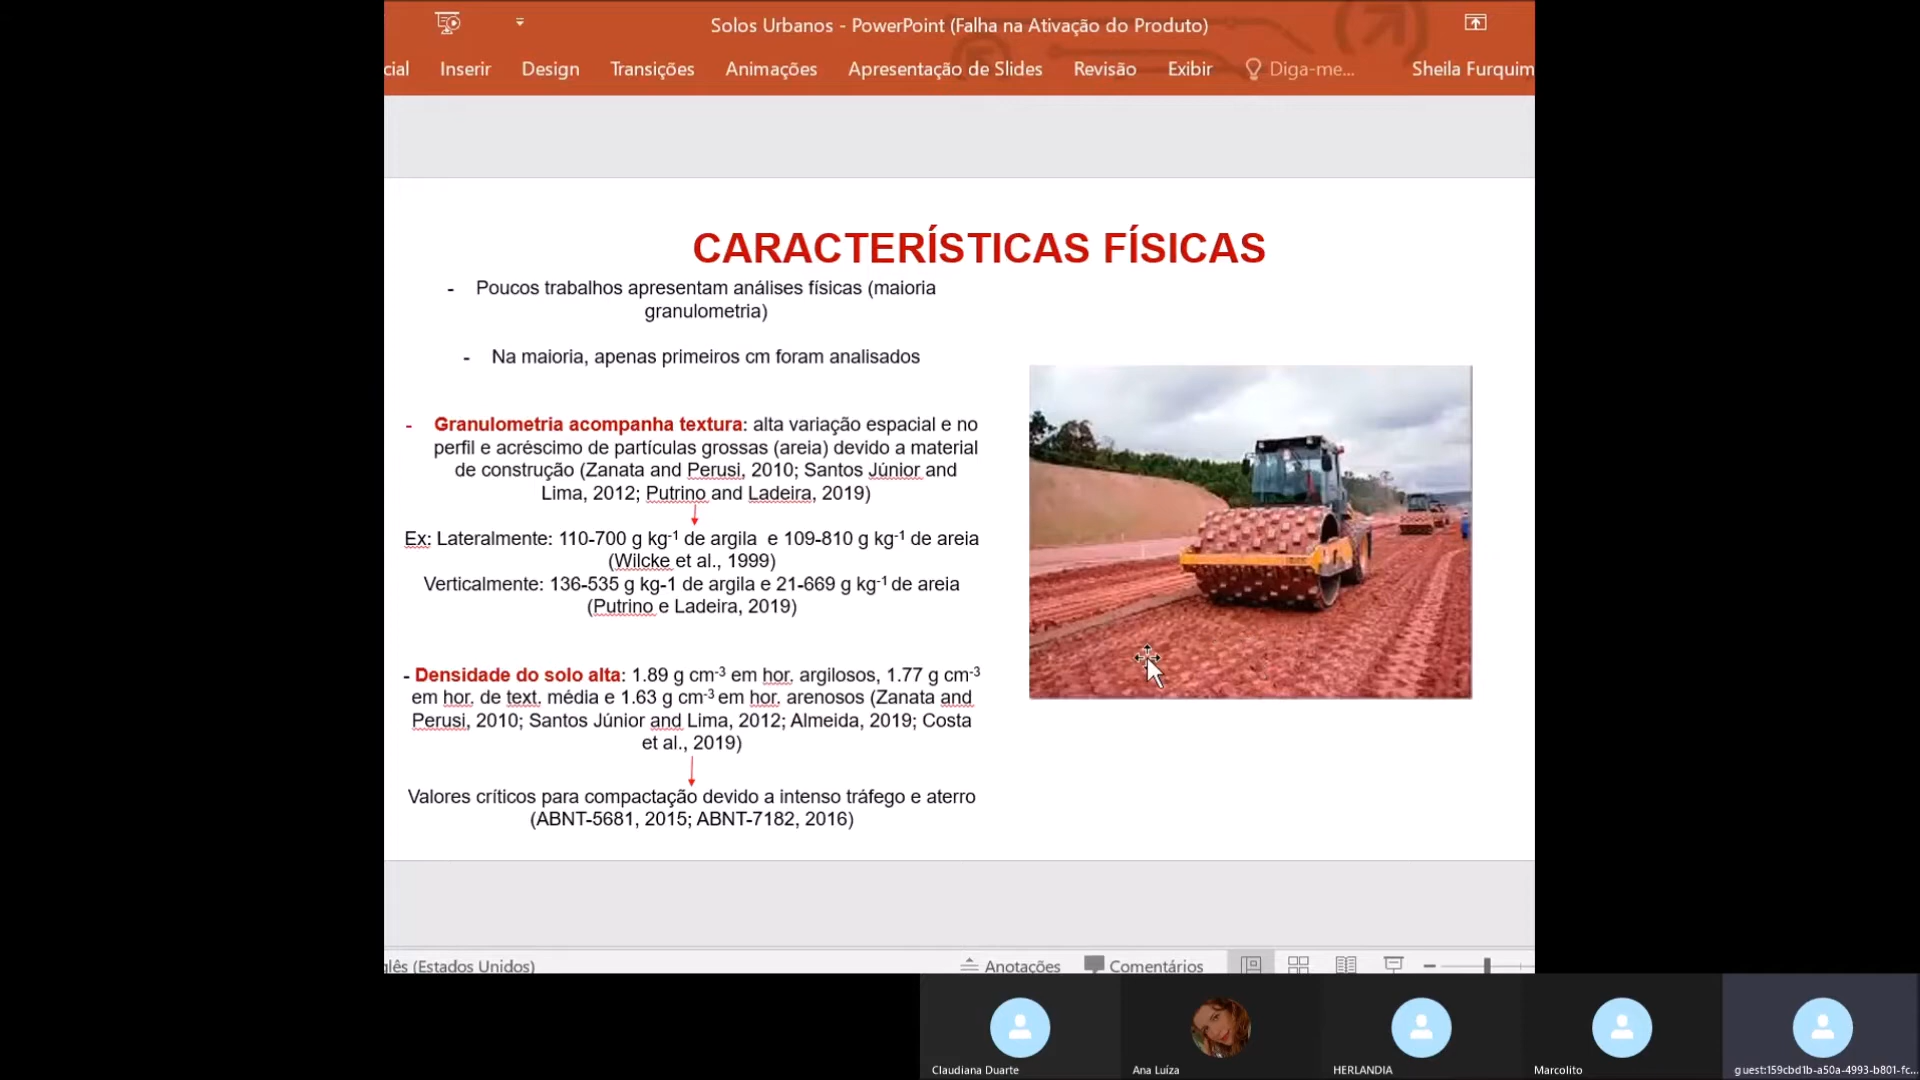 Solos Urbanos - PowerPoint (Falha na Ativação do Produto)
cial Inserir Design Transições Animações Apresentação de Slides Revisão Exibir Diga-me... Sheila Furquim
CARACTERÍSTICAS FÍSICAS
- Poucos trabalhos apresentam análises físicas (maioria
granulometria)
- Na maioria, apenas primeiros cm foram analisados
- Granulometria acompanha textura: alta variação espacial e no
perfil e acréscimo de partículas grossas (areia) devido a material
de construção (Zanata and Perusi, 2010; Santos Júnior and
Lima, 2012; Putrino and Ladeira, 2019)
Ex: Lateralmente: 110-700 g kg-1 de argila e 109-810 g kg-1 de areia
(Wilcke et al., 1999)
Verticalmente: 136-535 g kg-1 de argila e 21-669 g kg-1 de areia
(Putrino e Ladeira, 2019)
- Densidade do solo alta: 1.89 g cm-3 em hor. argilosos, 1.77 g cm-3
em hor. de text. média e 1.63 g cm-3 em hor. arenosos (Zanata and
Perusi, 2010; Santos Júnior and Lima, 2012; Almeida, 2019; Costa
et al., 2019)
Valores críticos para compactação devido a intenso tráfego e aterro
(ABNT-5681, 2015; ABNT-7182, 2016)
glês (Estados Unidos) Anotações Comentários
Claudiana Duarte Ana Luíza HERLANDIA Marcolito guest:159cbd1b-a50a-4993-b801-fc...